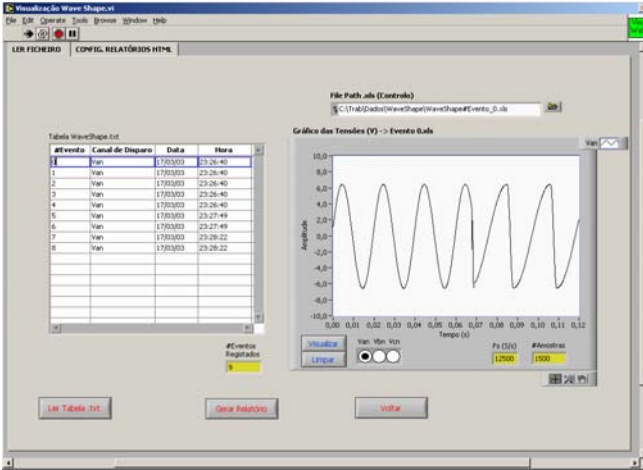 Visualização Wave Shape.vi
File Edit Operate Tools Browse Window Help
LER FICHEIRO CONFIG. RELATÓRIOS HTML
File Path .xls (Controlo)
C:\Trab\Dados\WaveShape\WaveShape#Evento_0.xls
Tabela WaveShape.txt
#Evento Canal de Disparo Data Hora
0 Van 17/03/03 23:26:40
1 Van 17/03/03 23:26:40
2 Van 17/03/03 23:26:40
3 Van 17/03/03 23:26:40
4 Van 17/03/03 23:26:40
5 Van 17/03/03 23:27:49
6 Van 17/03/03 23:27:49
7 Van 17/03/03 23:28:22
8 Van 17/03/03 23:28:22
#Eventos
Registados
9
Gráfico das Tensões (V) -> Evento 0.xls
Van
Amplitude
10,0
8,0
6,0
4,0
2,0
0,0
-2,0
-4,0
-6,0
-8,0
-10,0
0,00 0,01 0,02 0,03 0,04 0,05 0,06 0,07 0,08 0,09 0,10 0,11 0,12
Tempo (s)
Visualizar
Limpar
Van Vbn Vcn
Fs (S/s) #Amostras
12500 1500
Ler Tabela .txt Gerar Relatório Voltar